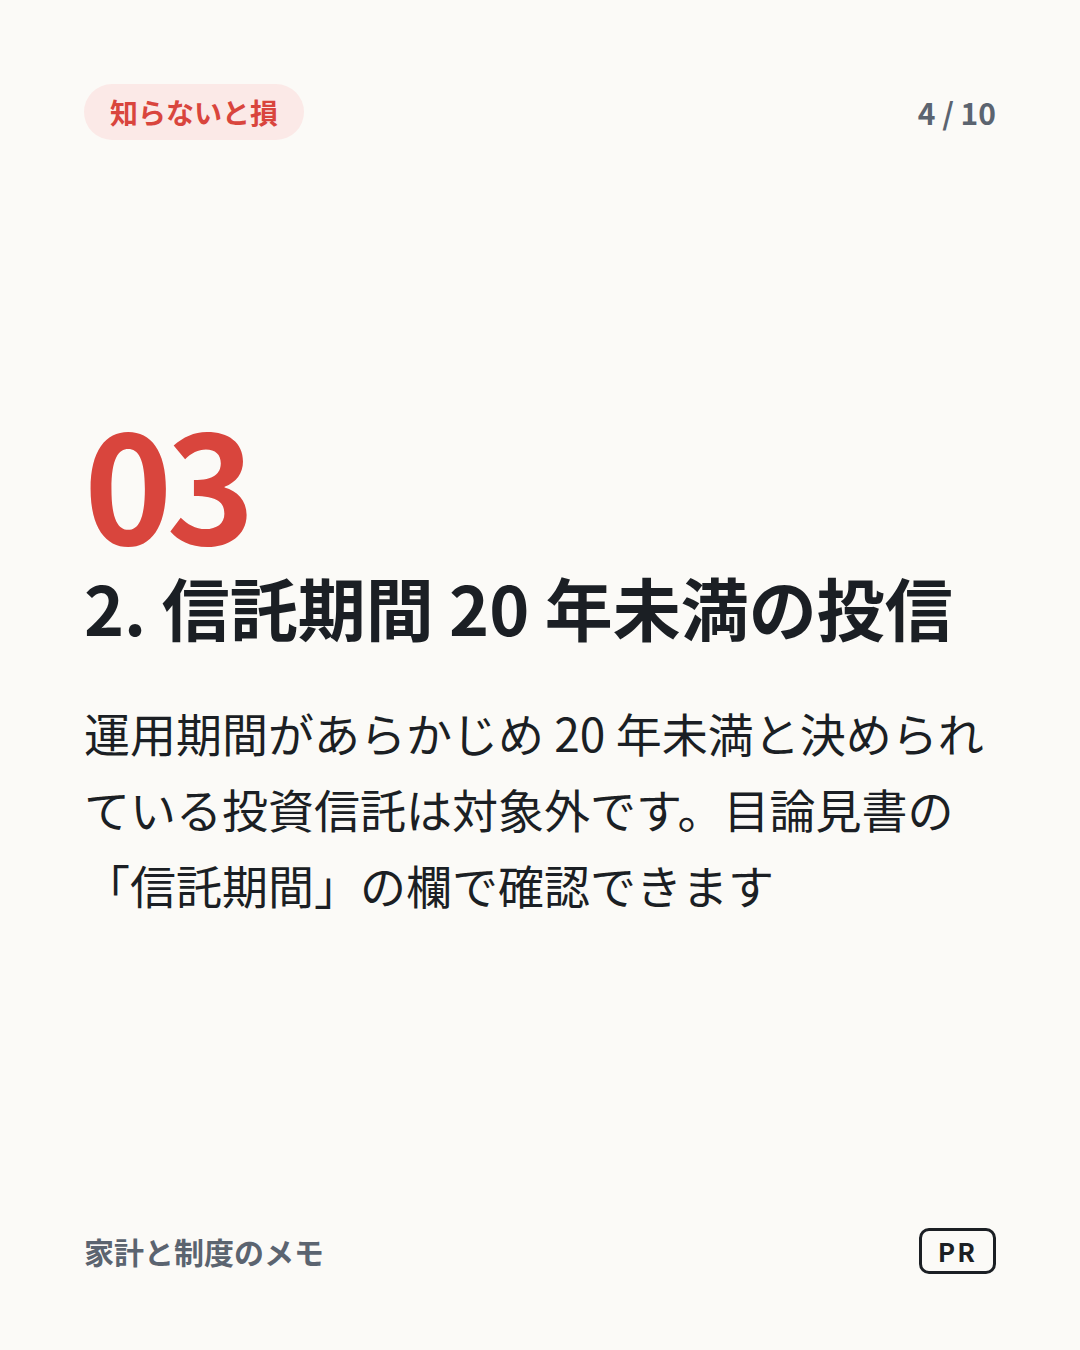 知らないと損
4 / 10
03
2. 信託期間 20 年未満の投信
運用期間があらかじめ 20 年未満と決められ
ている投資信託は対象外です。目論見書の
「信託期間」の欄で確認できます
家計と制度のメモ
PR